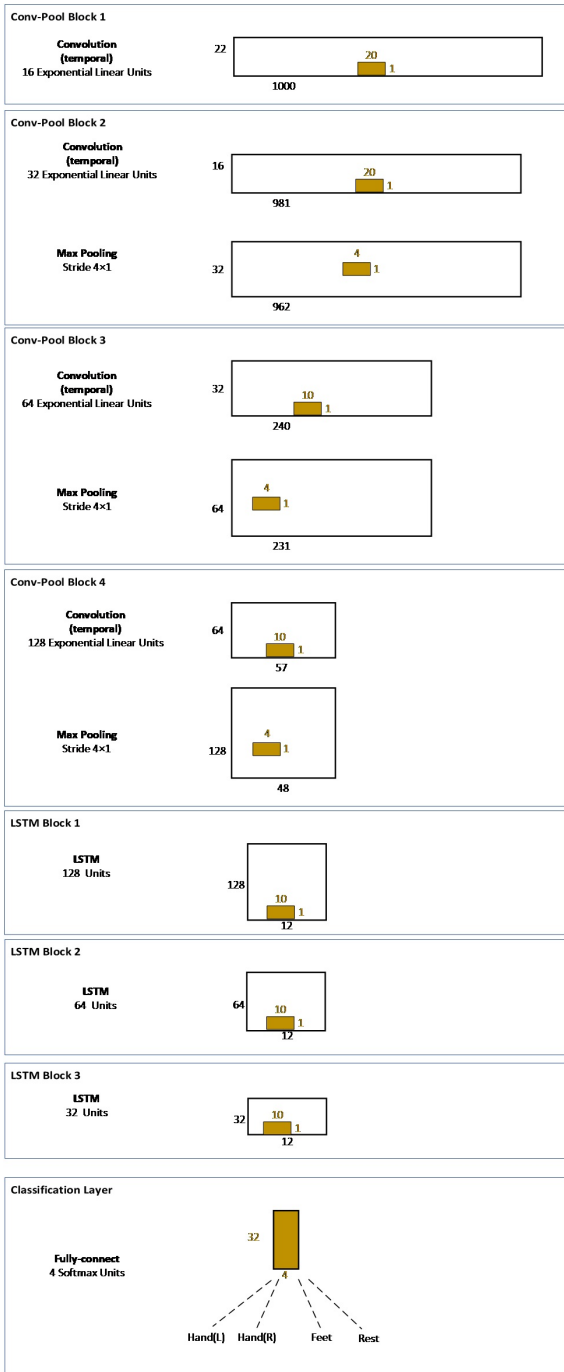 Conv-Pool Block 1
Convolution
(temporal)
16 Exponential Linear Units
22
20
1
1000
Conv-Pool Block 2
Convolution
(temporal)
32 Exponential Linear Units
16
20
1
981
Max Pooling
Stride 4×1
32
4
1
962
Conv-Pool Block 3
Convolution
(temporal)
64 Exponential Linear Units
32
10
1
240
Max Pooling
Stride 4×1
64
4
1
231
Conv-Pool Block 4
Convolution
(temporal)
128 Exponential Linear Units
64
10
1
57
Max Pooling
Stride 4×1
128
4
1
48
LSTM Block 1
LSTM
128 Units
128
10
1
12
LSTM Block 2
LSTM
64 Units
64
10
1
12
LSTM Block 3
LSTM
32 Units
32
10
1
12
Classification Layer
Fully-connect
4 Softmax Units
32
4
Hand(L) Hand(R) Feet Rest